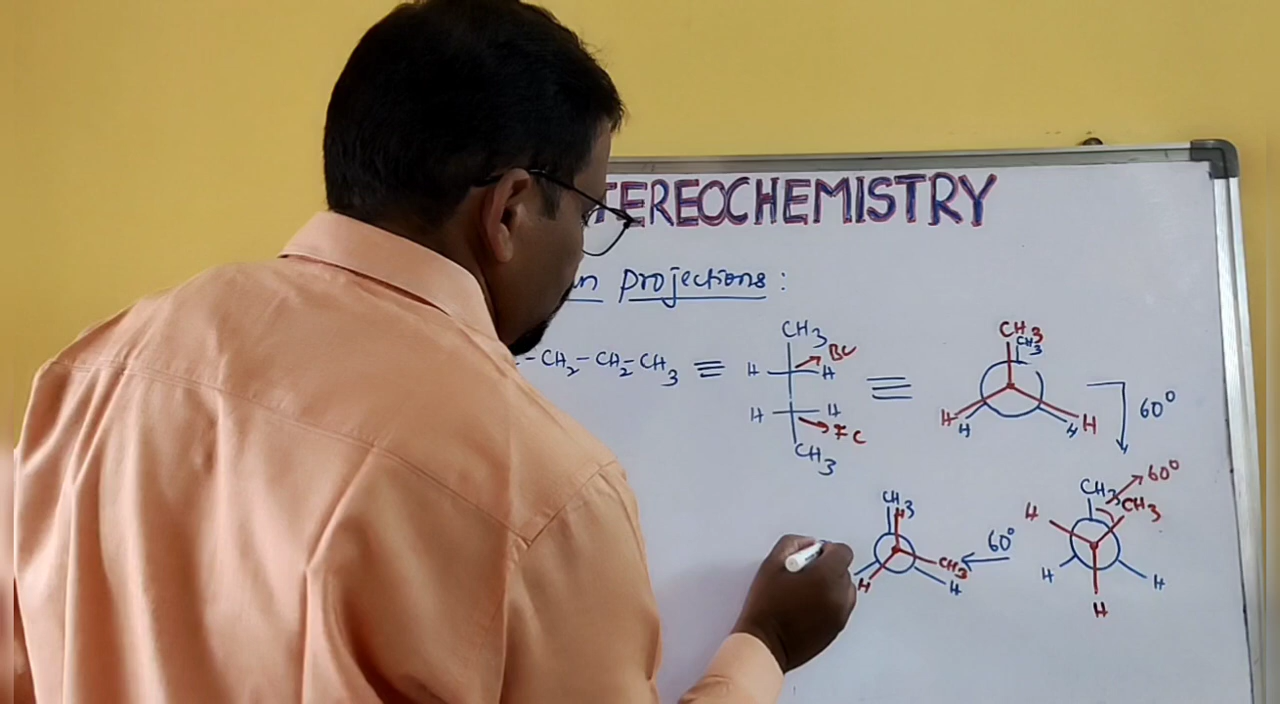 TEREOCHEMISTRY
projections :
-CH2-CH2-CH3 ≡
CH3
BC
H H
H H
FC
CH3
≡
CH3
CH3
H H
H H
60°
60°
CH3
CH3
H
H H
H
60°
CH3
H
CH3
H H